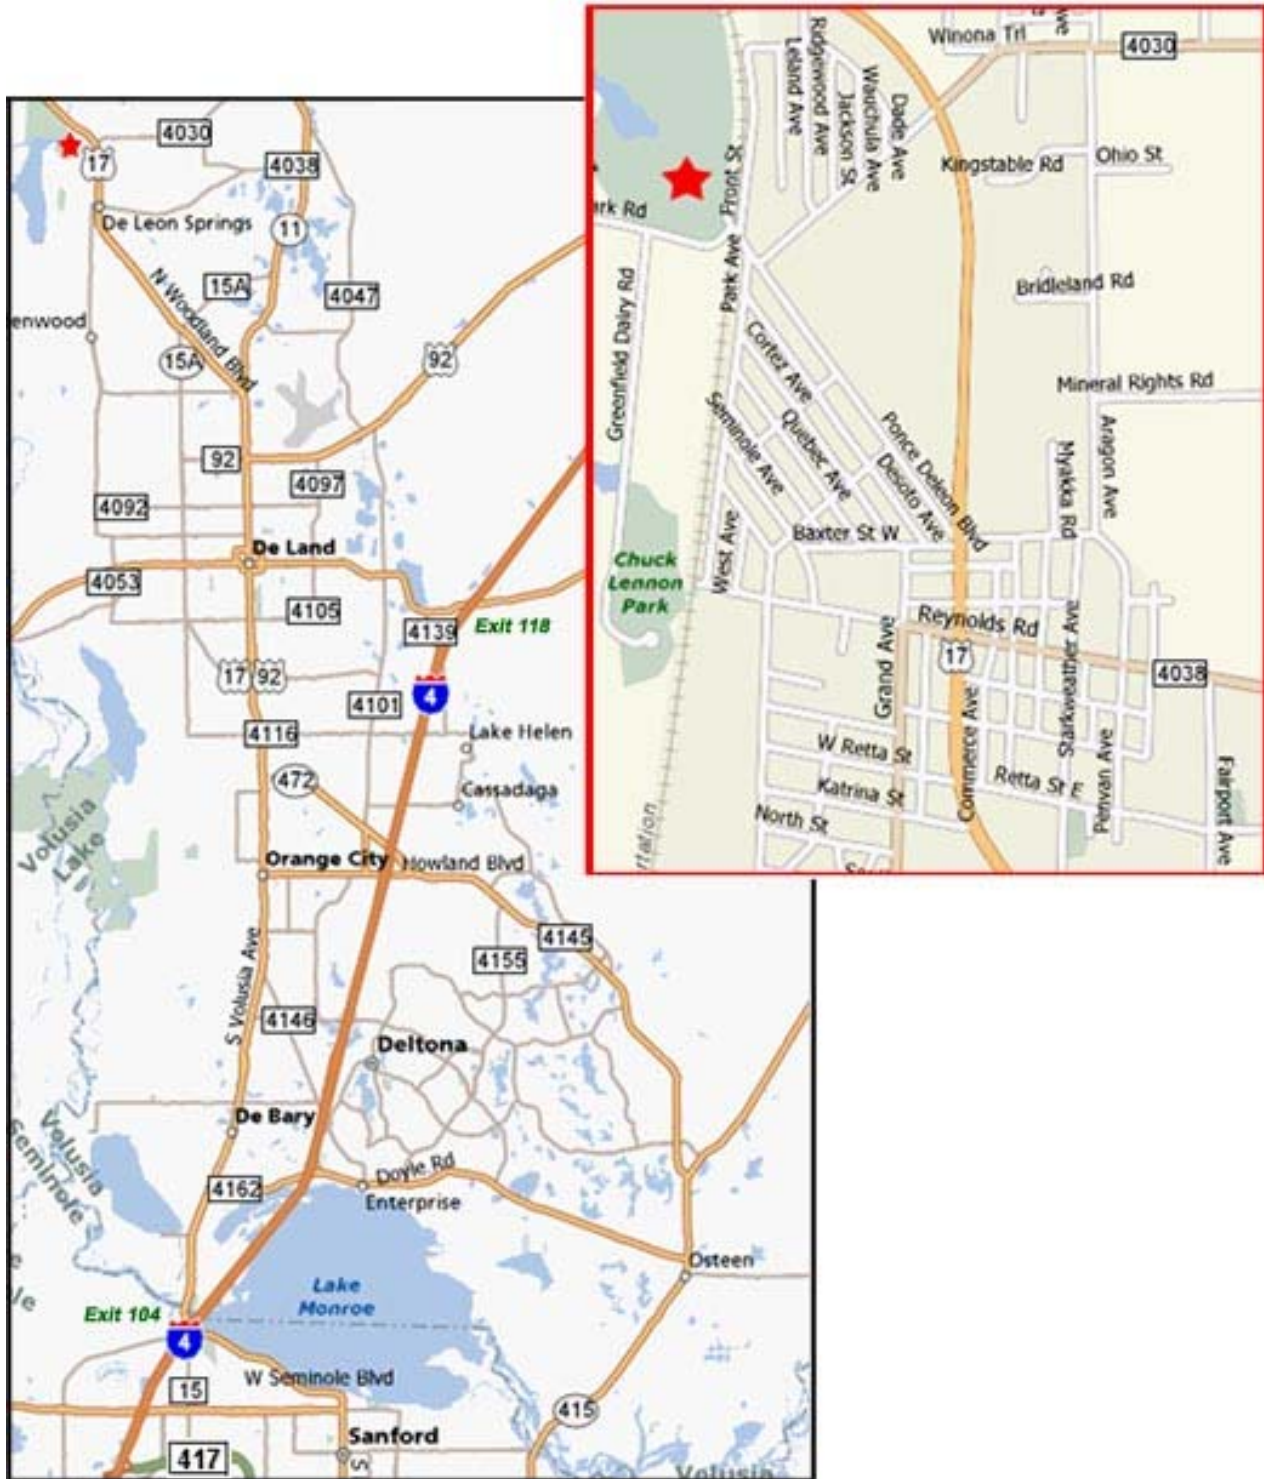 4030
17
4038
De Leon Springs
11
15A
4047
N Woodland Blvd
enwood
15A
92
92
4097
4092
De Land
4053
4105
4139
Exit 118
17
92
4
4101
4116
Lake Helen
472
Cassadaga
Volusia
Lake
Orange City
Howland Blvd
4145
4155
S Volusia Ave
4146
Deltona
De Bary
Volusia
seminole
4162
Doyle Rd
Enterprise
Osteen
Lake
Monroe
Exit 104
4
W Seminole Blvd
15
415
417
Sanford
S
Volusia
Winona Trl
4030
Ridgewood Ave
Leland Ave
Jackson St
Wauchula Ave
Dade Ave
Kingstable Rd
Ohio St
Front St
ark Rd
Park Ave
Greenfield Dairy Rd
Bridleland Rd
Mineral Rights Rd
Cortez Ave
Seminole Ave
Quebec Ave
Ponce Deleon Blvd
Desoto Ave
Myakka Rd
Aragon Ave
Baxter St W
West Ave
Chuck
Lennon
Park
Reynolds Rd
17
4038
Grand Ave
Starkweather Ave
Commerce Ave
W Retta St
Retta St E
Katrina St
North St
Penvan Ave
Fairport Ave
rtation